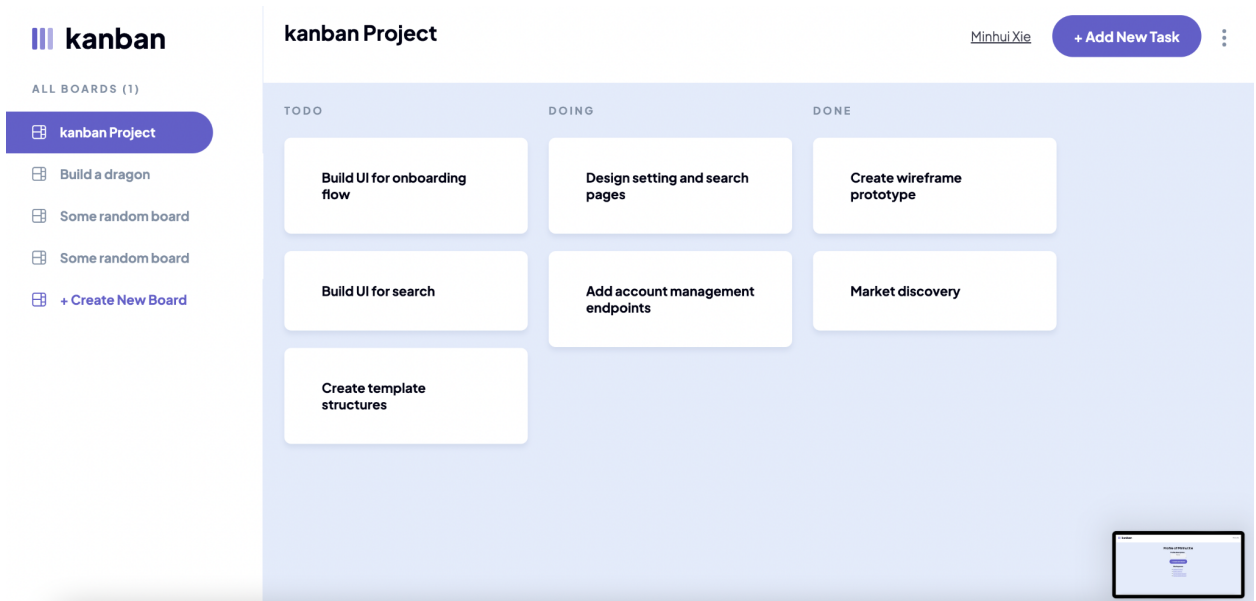 kanban
ALL BOARDS (1)
kanban Project
Build a dragon
Some random board
Some random board
+ Create New Board
kanban Project
Minhui Xie
+ Add New Task
TODO
Build UI for onboarding
flow
Build UI for search
Create template
structures
DOING
Design setting and search
pages
Add account management
endpoints
DONE
Create wireframe
prototype
Market discovery
kanban